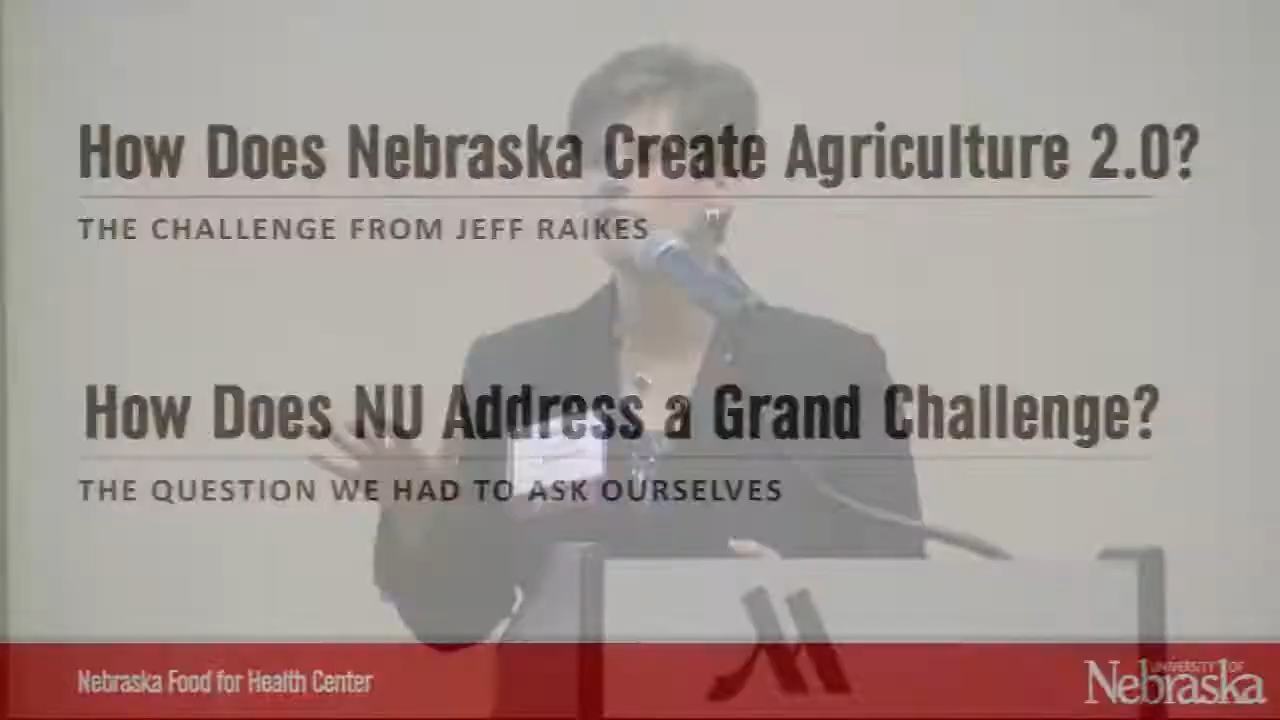 How Does Nebraska Create Agriculture 2.0?
THE CHALLENGE FROM JEFF RAIKES
How Does NU Address a Grand Challenge?
THE QUESTION WE HAD TO ASK OURSELVES
Nebraska Food for Health Center
UNIVERSITY OF
Nebraska